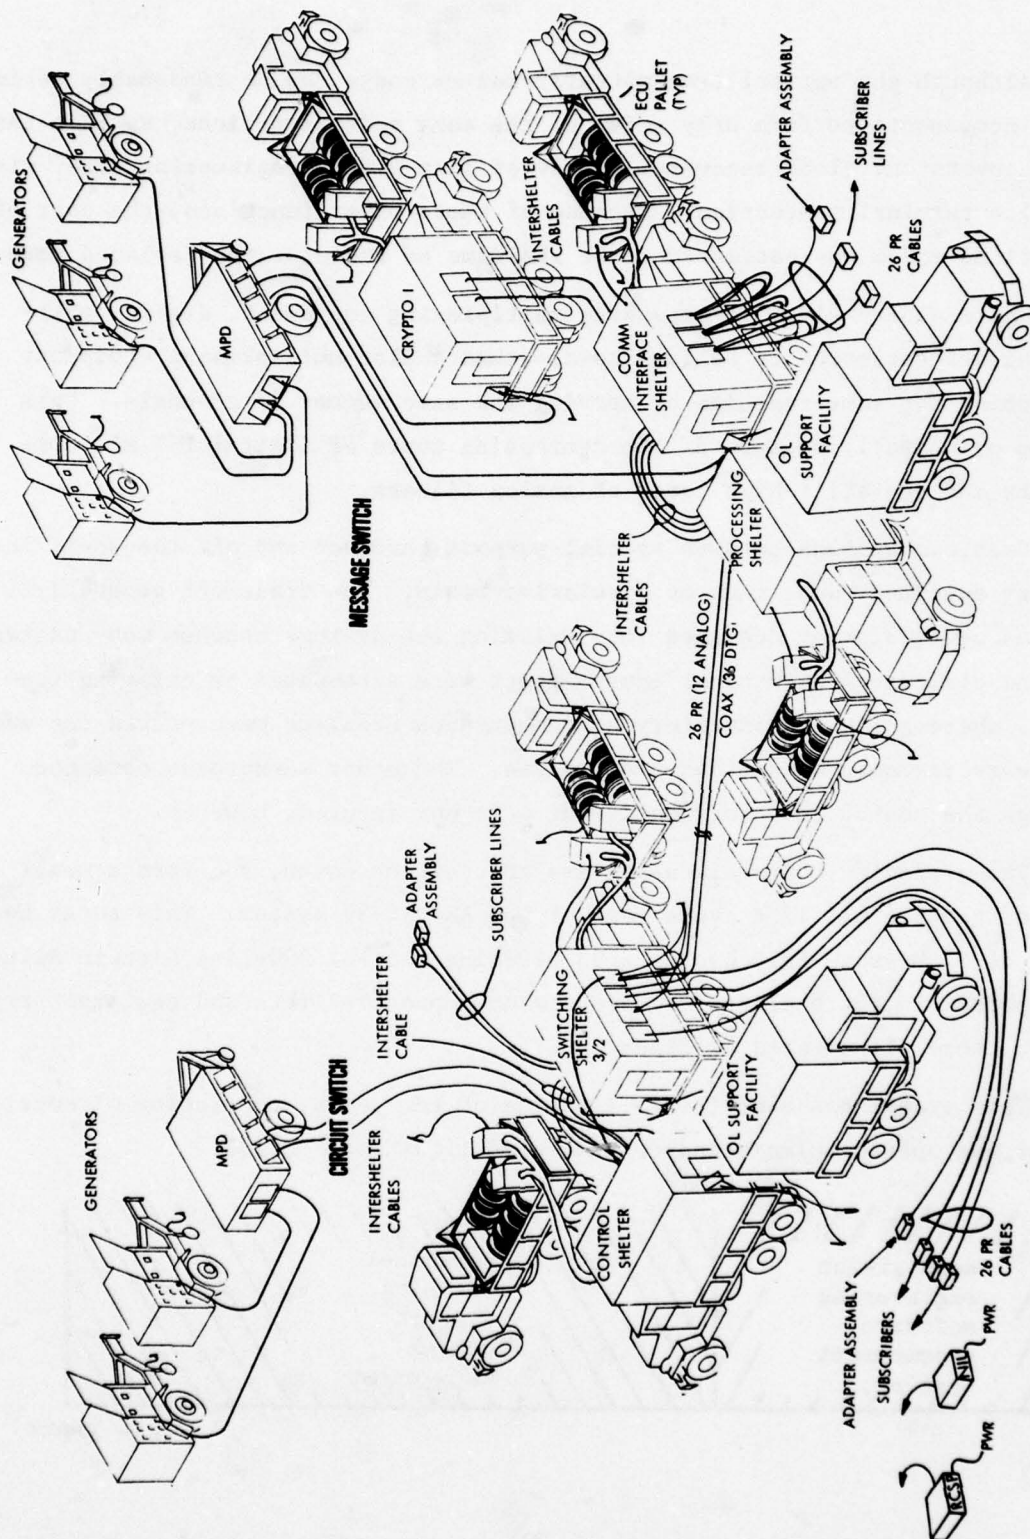 GENERATORS
MPD
CIRCUIT SWITCH
INTERSHELTER
CABLES
INTERSHELTER
CABLE
ADAPTER
ASSEMBLY
SUBSCRIBER LINES
CONTROL
SHELTER
SWITCHING
SHELTER
3/2
OL SUPPORT
FACILITY
ADAPTER ASSEMBLY
SUBSCRIBERS
26 PR
CABLES
NIU
PWR
RCSF
PWR
GENERATORS
MPD
MESSAGE SWITCH
CRYPTO I
INTERSHELTER
CABLES
ECU
PALLET
(TYP)
COMM
INTERFACE
SHELTER
ADAPTER ASSEMBLY
SUBSCRIBER
LINES
26 PR
CABLES
INTERSHELTER
CABLES
PROCESSING
SHELTER
OL
SUPPORT
FACILITY
26 PR (12 ANALOG)
COAX (36 DTG,